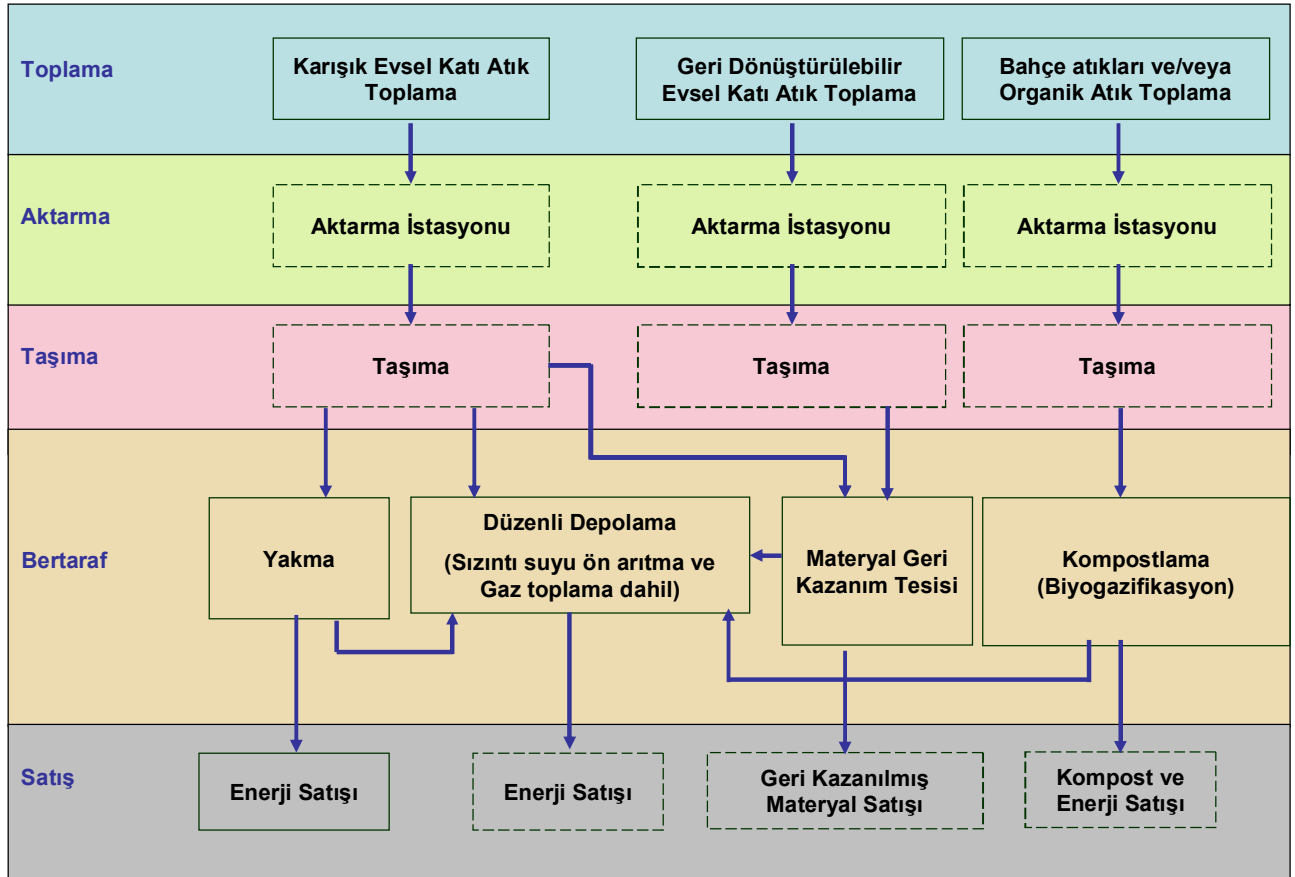 Toplama
Karışık Evsel Katı Atık
Toplama
Geri Dönüştürülebilir
Evsel Katı Atık Toplama
Bahçe atıkları ve/veya
Organik Atık Toplama
Aktarma
Aktarma İstasyonu
Aktarma İstasyonu
Aktarma İstasyonu
Taşıma
Taşıma
Taşıma
Taşıma
Bertaraf
Yakma
Düzenli Depolama
(Sızıntı suyu ön arıtma ve
Gaz toplama dahil)
Materyal Geri
Kazanım Tesisi
Kompostlama
(Biyogazifikasyon)
Satış
Enerji Satışı
Enerji Satışı
Geri Kazanılmış
Materyal Satışı
Kompost ve
Enerji Satışı